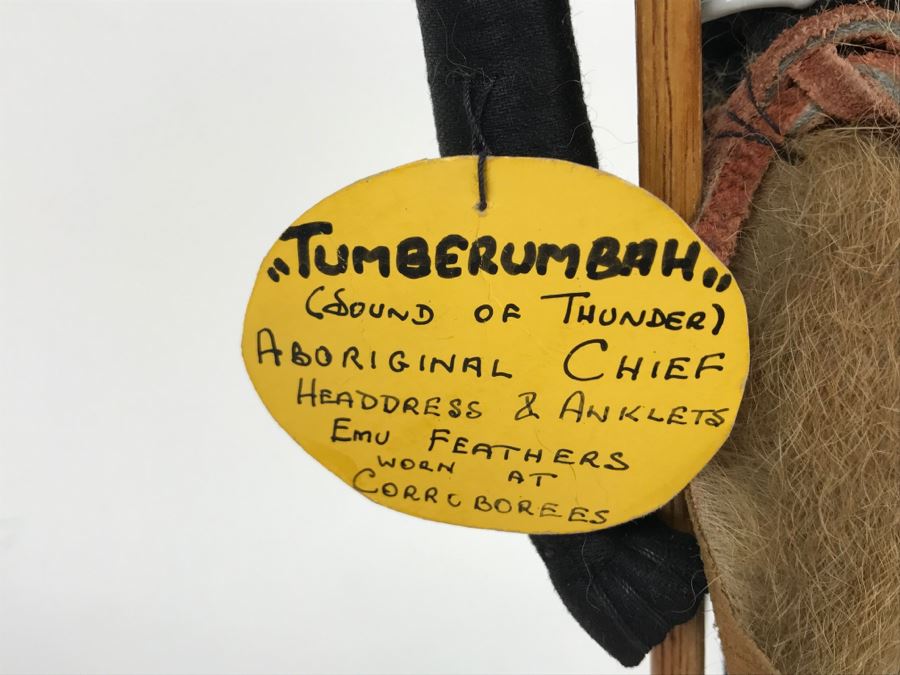 "TUMBERUMBAH"
(SOUND OF THUNDER)
ABORIGINAL CHIEF
HEADDRESS & ANKLETS
EMU FEATHERS
WORN AT
CORROBOREES